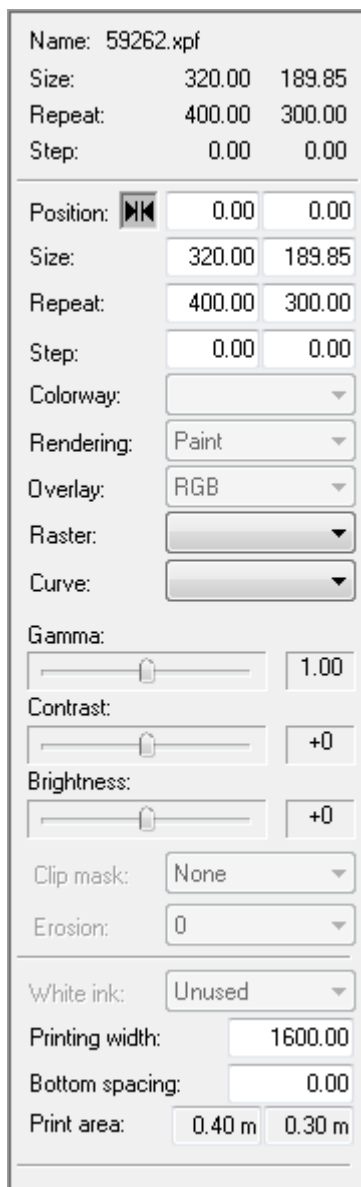 Name: 59262.xpf
Size: 320.00 189.85
Repeat: 400.00 300.00
Step: 0.00 0.00
Position: 0.00 0.00
Size: 320.00 189.85
Repeat: 400.00 300.00
Step: 0.00 0.00
Colorway:
Rendering: Paint
Overlay: RGB
Raster:
Curve:
Gamma:
1.00
Contrast:
+0
Brightness:
+0
Clip mask: None
Erosion: 0
White ink: Unused
Printing width: 1600.00
Bottom spacing: 0.00
Print area: 0.40 m 0.30 m